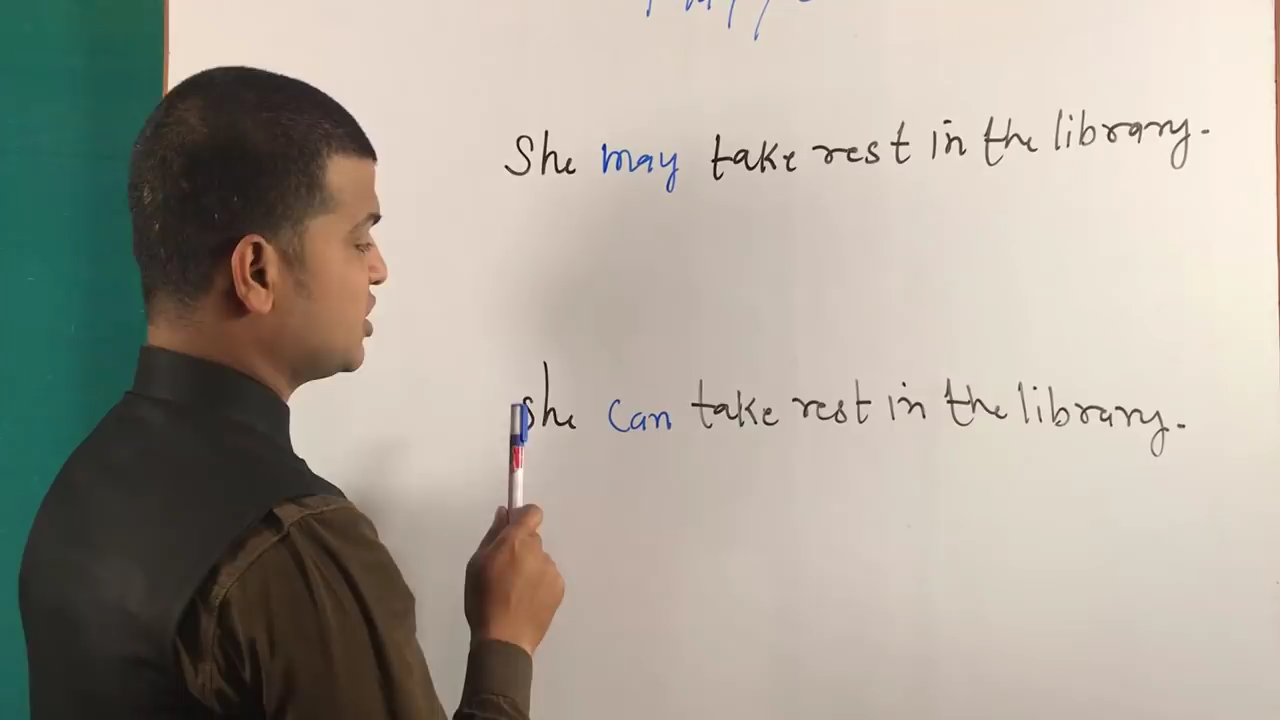 She may take rest in the library.
She can take rest in the library.